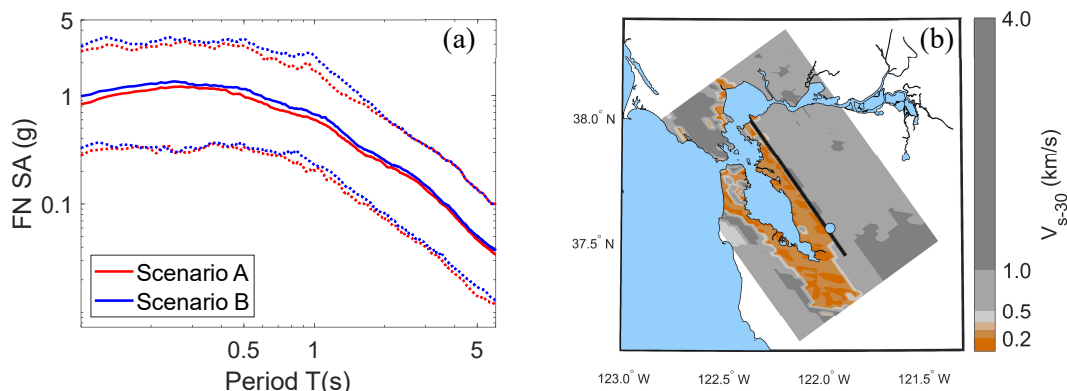 (a)
5
1
0.1
FN SA (g)
Scenario A
Scenario B
0.5
1
5
Period T(s)
(b)
38.0° N
37.5° N
123.0° W
122.5° W
122.0° W
121.5° W
4.0
1.0
0.5
0.2
Vs-30 (km/s)